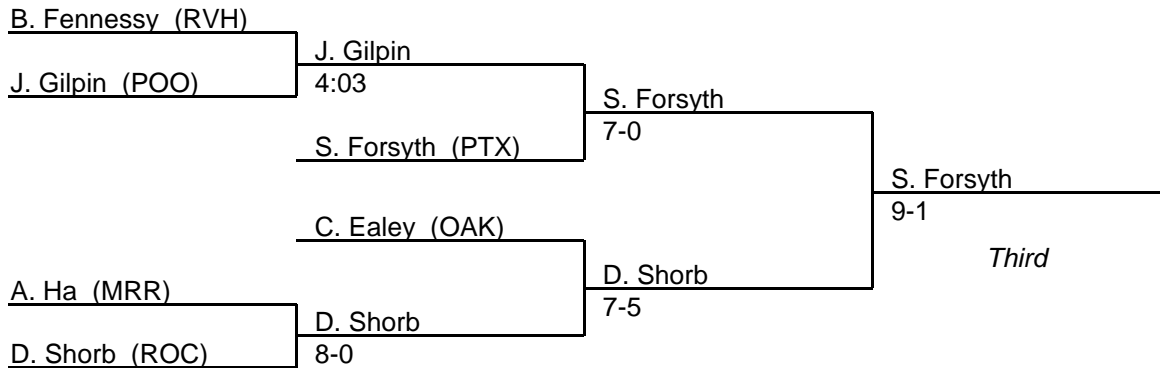 B. Fennessy (RVH)
J. Gilpin
J. Gilpin (POO)
4:03
S. Forsyth
7-0
S. Forsyth (PTX)
S. Forsyth
9-1
C. Ealey (OAK)
Third
D. Shorb
7-5
A. Ha (MRR)
D. Shorb
8-0
D. Shorb (ROC)